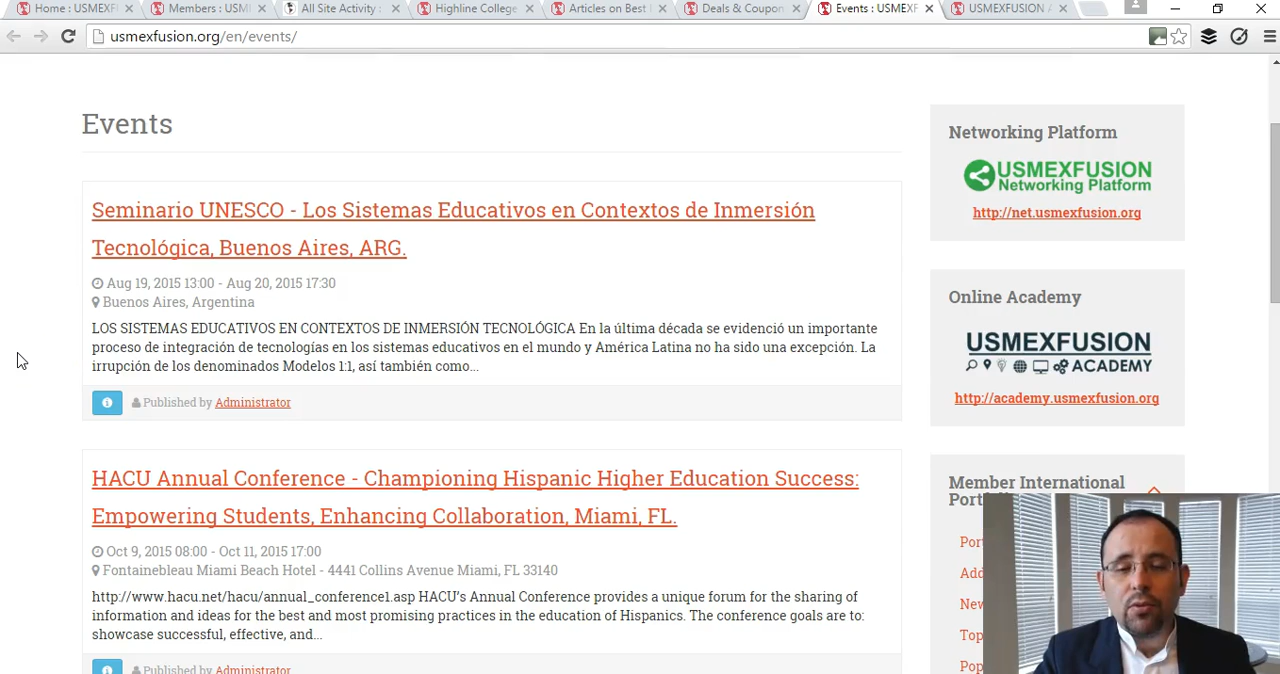 Home : USMEXF
Members : USMI
All Site Activity :
Highline College
Articles on Best
Deals & Coupon
Events : USMEXF
USMEXFUSION A
usmexfusion.org/en/events/
Events
Seminario UNESCO - Los Sistemas Educativos en Contextos de Inmersión
Tecnológica, Buenos Aires, ARG.
Aug 19, 2015 13:00 - Aug 20, 2015 17:30
Buenos Aires, Argentina
LOS SISTEMAS EDUCATIVOS EN CONTEXTOS DE INMERSIÓN TECNOLÓGICA En la última década se evidenció un importante
proceso de integración de tecnologías en los sistemas educativos en el mundo y América Latina no ha sido una excepción. La
irrupción de los denominados Modelos 1:1, así también como...
Published by Administrator
HACU Annual Conference - Championing Hispanic Higher Education Success:
Empowering Students, Enhancing Collaboration, Miami, FL.
Oct 9, 2015 08:00 - Oct 11, 2015 17:00
Fontainebleau Miami Beach Hotel - 4441 Collins Avenue Miami, FL 33140
http://www.hacu.net/hacu/annual_conference1.asp HACU's Annual Conference provides a unique forum for the sharing of
information and ideas for the best and most promising practices in the education of Hispanics. The conference goals are to:
showcase successful, effective, and...
Published by Administrator
Networking Platform
USMEXFUSION
Networking Platform
http://net.usmexfusion.org
Online Academy
USMEXFUSION
ACADEMY
http://academy.usmexfusion.org
Member International
Portf
Por
Add
New
Top
Pop